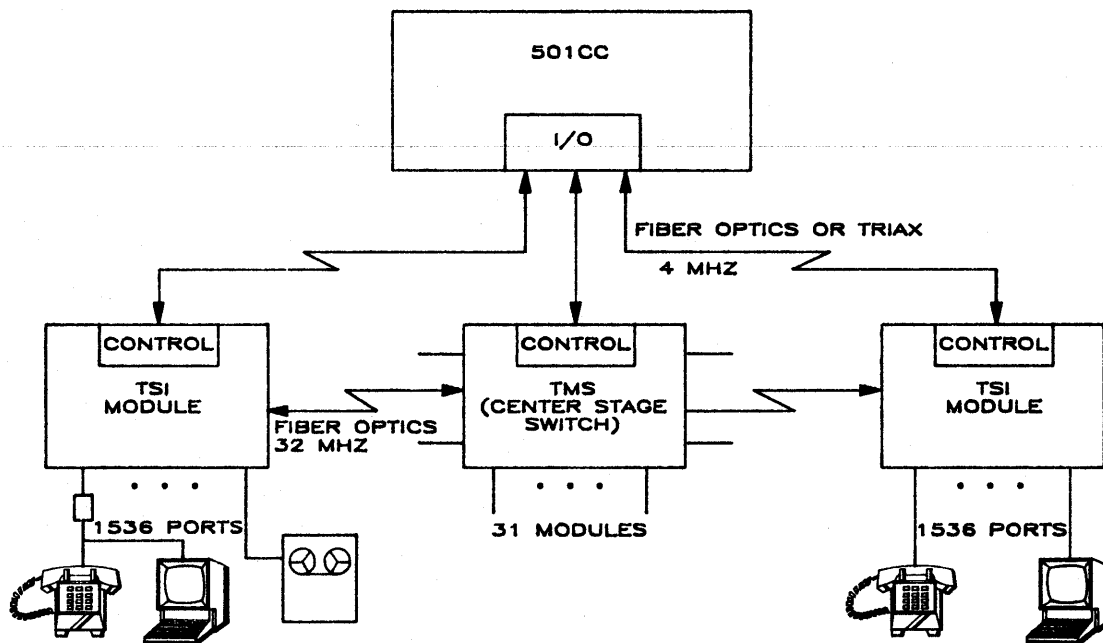 501CC
I/O
FIBER OPTICS OR TRIAX
4 MHZ
CONTROL
TSI
MODULE
CONTROL
TMS
(CENTER STAGE
SWITCH)
CONTROL
TSI
MODULE
FIBER OPTICS
32 MHZ
1536 PORTS
31 MODULES
1536 PORTS